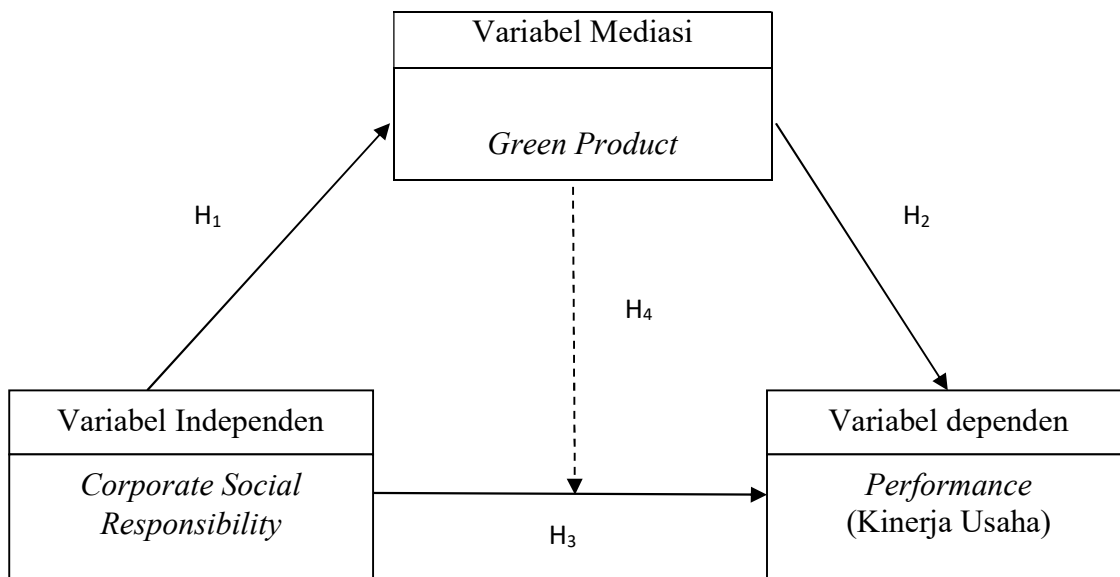 Variabel Mediasi
Green Product
H₁
H₂
H₄
Variabel Independen
Corporate Social
Responsibility
H₃
Variabel dependen
Performance
(Kinerja Usaha)